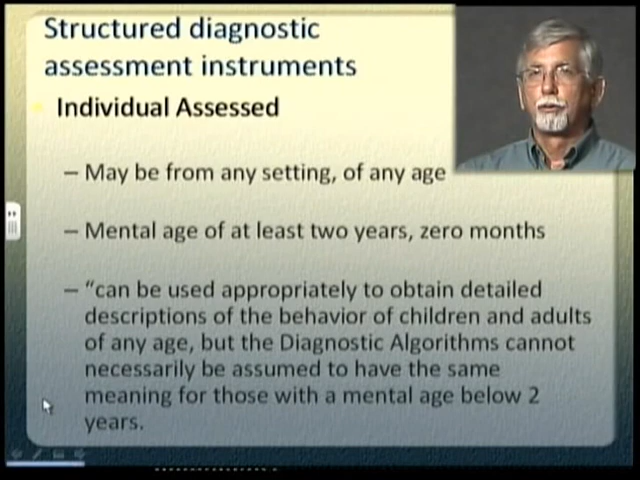 Structured diagnostic
assessment instruments
Individual Assessed
– May be from any setting, of any age
– Mental age of at least two years, zero months
– “can be used appropriately to obtain detailed
descriptions of the behavior of children and adults
of any age, but the Diagnostic Algorithms cannot
necessarily be assumed to have the same
meaning for those with a mental age below 2
years.